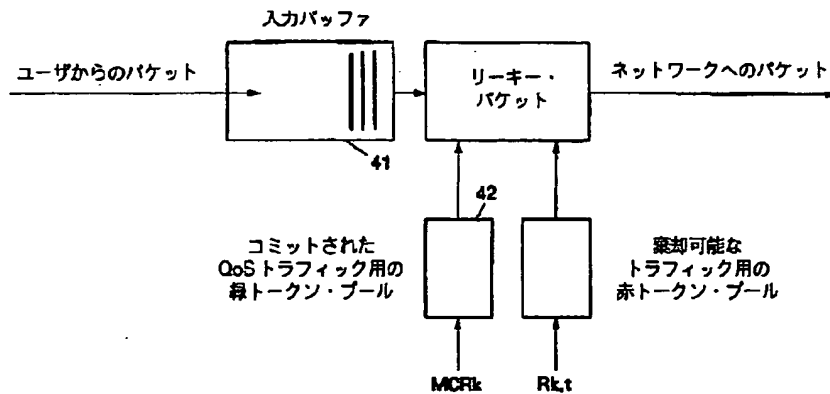 入力バッファ
ユーザからのパケット
リーキー・
バケット
ネットワークへのパケット
41
42
コミットされた
QoSトラフィック用の
緑トークン・プール
棄却可能な
トラフィック用の
赤トークン・プール
MCRk
Rk,t